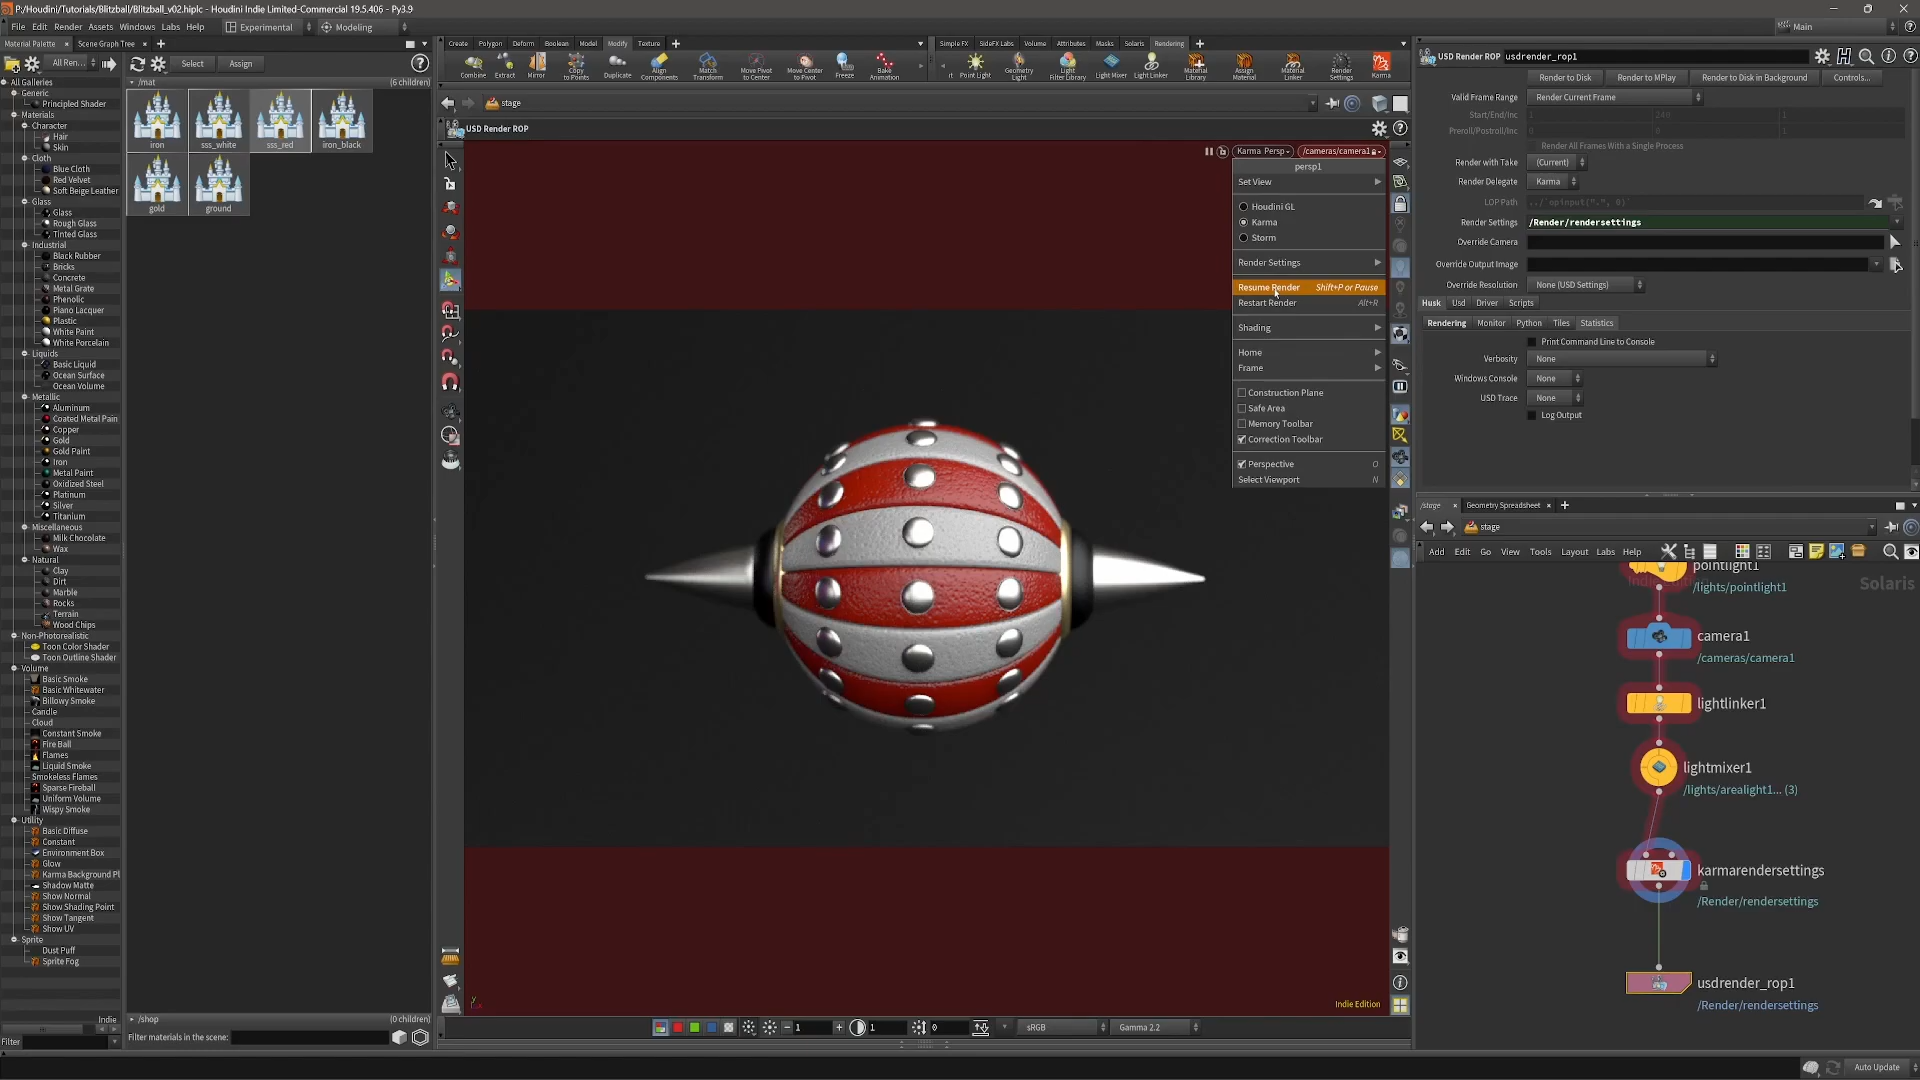 P:/Houdini/Tutorials/Blitzball/Blitzball_v02.hiplc - Houdini Indie Limited-Commercial 19.5.406 - Py3.9
File Edit Render Assets Windows Labs Help
Experimental
Modeling
Main
Material Palette
Scene Graph Tree
All Ren...
Select
Assign
All Galleries
Generic
Principled Shader
Materials
Character
Hair
Skin
Cloth
Blue Cloth
Red Velvet
Soft Beige Leather
Glass
Glass
Rough Glass
Tinted Glass
Industrial
Black Rubber
Bricks
Concrete
Metal Grate
Phenolic
Piano Lacquer
Plastic
White Paint
White Porcelain
Liquids
Basic Liquid
Ocean Surface
Ocean Volume
Metallic
Aluminum
Coated Metal Pain
Copper
Gold
Gold Paint
Iron
Metal Paint
Oxidized Steel
Platinum
Silver
Titanium
Miscellaneous
Milk Chocolate
Wax
Natural
Clay
Dirt
Marble
Rocks
Terrain
Wood Chips
Non-Photorealistic
Toon Color Shader
Toon Outline Shader
Volume
Basic Smoke
Basic Whitewater
Billowy Smoke
Candle
Cloud
Constant Smoke
Fire Ball
Flames
Liquid Smoke
Smokeless Flames
Sparse Fireball
Uniform Volume
Wispy Smoke
Utility
Basic Diffuse
Constant
Environment Box
Glow
Karma Background Pl
Shadow Matte
Show Normal
Show Shading Point
Show Tangent
Show UV
Sprite
Dust Puff
Sprite Fog
Indie
Filter
/mat
(6 children)
iron
sss_white
sss_red
iron_black
gold
ground
/shop
(0 children)
Filter materials in the scene:
Create Polygon Deform Boolean Model Modify Texture
Combine
Extract
Mirror
Copy to Points
Duplicate
Align Components
Match Transform
Move Pivot to Center
Move Center to Pivot
Freeze
Bake Animation
Simple FX SideFX Labs Volume Attributes Masks Solaris Rendering
it
Point Light
Geometry Light
Light Filter Library
Light Mixer
Light Linker
Material Library
Assign Material
Material Linker
Render Settings
Karma
stage
USD Render ROP
Karma Persp
/cameras/camera1
persp1
Set View
Houdini GL
Karma
Storm
Render Settings
Resume Render Shift+P or Pause
Restart Render Alt+R
Shading
Home
Frame
Construction Plane
Safe Area
Memory Toolbar
Correction Toolbar
Perspective O
Select Viewport N
Indie Edition
y
1
1
0
sRGB
Gamma 2.2
USD Render ROP usdrender_rop1
Render to Disk
Render to MPlay
Render to Disk in Background
Controls...
Valid Frame Range Render Current Frame
Start/End/Inc 1 240 1
Preroll/Postroll/Inc 0 0 1
Render All Frames With a Single Process
Render with Take (Current)
Render Delegate Karma
LOP Path ../`opinput(".", 0)`
Render Settings /Render/rendersettings
Override Camera
Override Output Image
Override Resolution None (USD Settings)
Husk Usd Driver Scripts
Rendering Monitor Python Tiles Statistics
Print Command Line to Console
Verbosity None
Windows Console None
USD Trace None
Log Output
/stage
Geometry Spreadsheet
stage
Add Edit Go View Tools Layout Labs Help
Solaris
pointlight1
/lights/pointlight1
camera1
/cameras/camera1
lightlinker1
lightmixer1
/lights/arealight1... (3)
karmarendersettings
/Render/rendersettings
usdrender_rop1
/Render/rendersettings
Auto Update